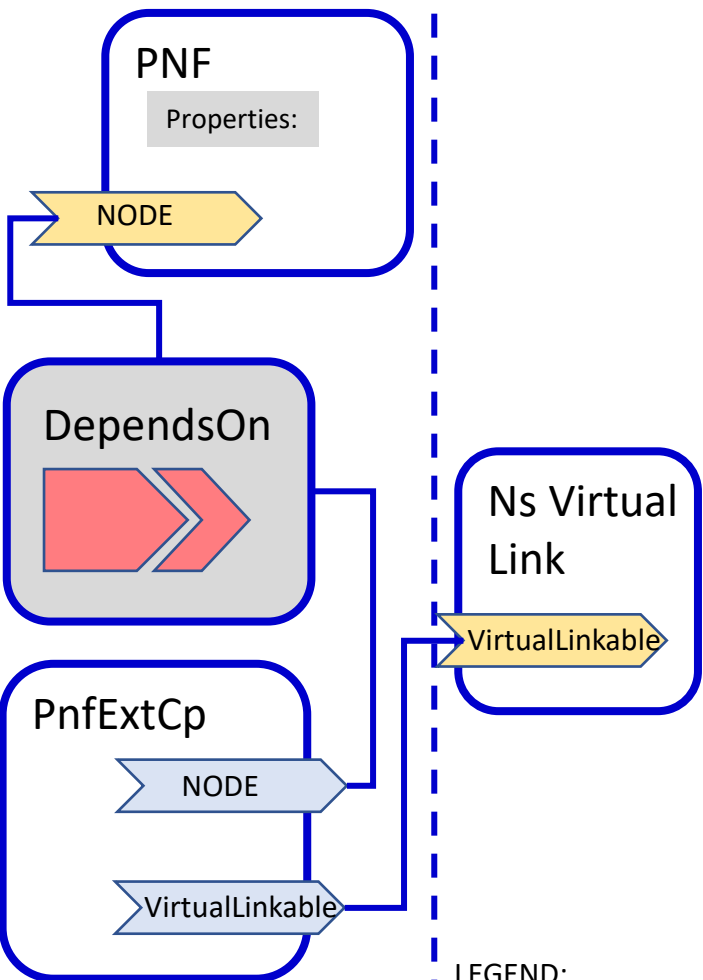 PNF
Properties:
NODE
DependsOn
Ns Virtual
Link
VirtualLinkable
PnfExtCp
NODE
VirtualLinkable
LEGEND: